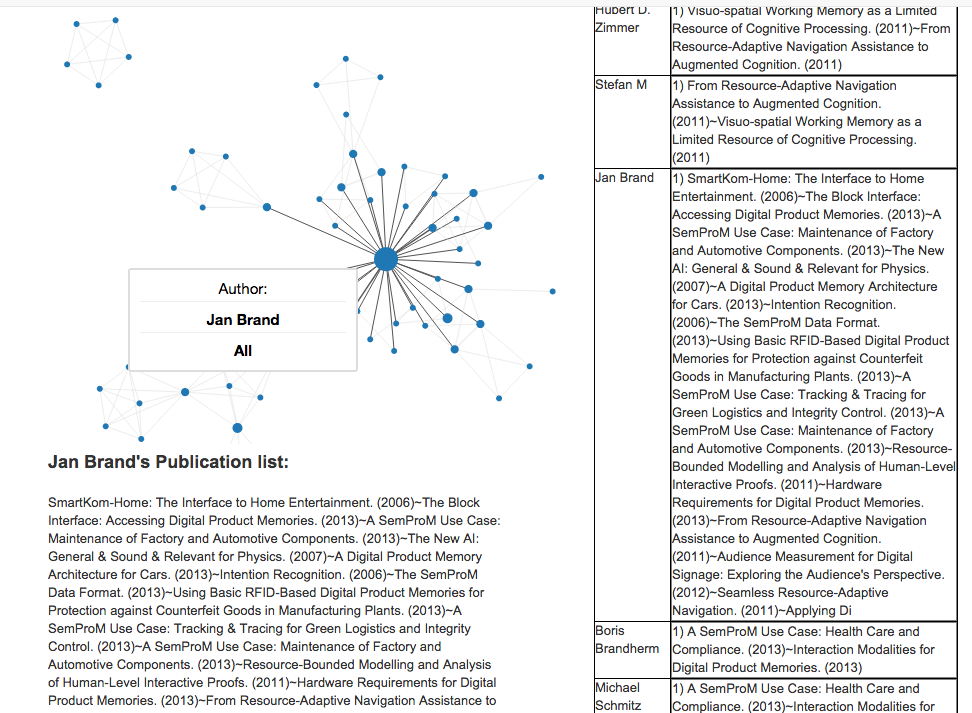 Author:
Jan Brand
All
Jan Brand's Publication list:
SmartKom-Home: The Interface to Home Entertainment. (2006)~The Block
Interface: Accessing Digital Product Memories. (2013)~A SemProM Use Case:
Maintenance of Factory and Automotive Components. (2013)~The New AI:
General & Sound & Relevant for Physics. (2007)~A Digital Product Memory
Architecture for Cars. (2013)~Intention Recognition. (2006)~The SemProM
Data Format. (2013)~Using Basic RFID-Based Digital Product Memories for
Protection against Counterfeit Goods in Manufacturing Plants. (2013)~A
SemProM Use Case: Tracking & Tracing for Green Logistics and Integrity
Control. (2013)~A SemProM Use Case: Maintenance of Factory and
Automotive Components. (2013)~Resource-Bounded Modelling and Analysis
of Human-Level Interactive Proofs. (2011)~Hardware Requirements for Digital
Product Memories. (2013)~From Resource-Adaptive Navigation Assistance to
Hubert D.
Zimmer
1) Visuo-spatial Working Memory as a Limited
Resource of Cognitive Processing. (2011)~From
Resource-Adaptive Navigation Assistance to
Augmented Cognition. (2011)
Stefan M
1) From Resource-Adaptive Navigation
Assistance to Augmented Cognition.
(2011)~Visuo-spatial Working Memory as a
Limited Resource of Cognitive Processing.
(2011)
Jan Brand
1) SmartKom-Home: The Interface to Home
Entertainment. (2006)~The Block Interface:
Accessing Digital Product Memories. (2013)~A
SemProM Use Case: Maintenance of Factory
and Automotive Components. (2013)~The New
AI: General & Sound & Relevant for Physics.
(2007)~A Digital Product Memory Architecture
for Cars. (2013)~Intention Recognition.
(2006)~The SemProM Data Format.
(2013)~Using Basic RFID-Based Digital Product
Memories for Protection against Counterfeit
Goods in Manufacturing Plants. (2013)~A
SemProM Use Case: Tracking & Tracing for
Green Logistics and Integrity Control. (2013)~A
SemProM Use Case: Maintenance of Factory
and Automotive Components. (2013)~Resource-
Bounded Modelling and Analysis of Human-Level
Interactive Proofs. (2011)~Hardware
Requirements for Digital Product Memories.
(2013)~From Resource-Adaptive Navigation
Assistance to Augmented Cognition.
(2011)~Audience Measurement for Digital
Signage: Exploring the Audience's Perspective.
(2012)~Seamless Resource-Adaptive
Navigation. (2011)~Applying Di
Boris
Brandherm
1) A SemProM Use Case: Health Care and
Compliance. (2013)~Interaction Modalities for
Digital Product Memories. (2013)
Michael
Schmitz
1) A SemProM Use Case: Health Care and
Compliance. (2013)~Interaction Modalities for